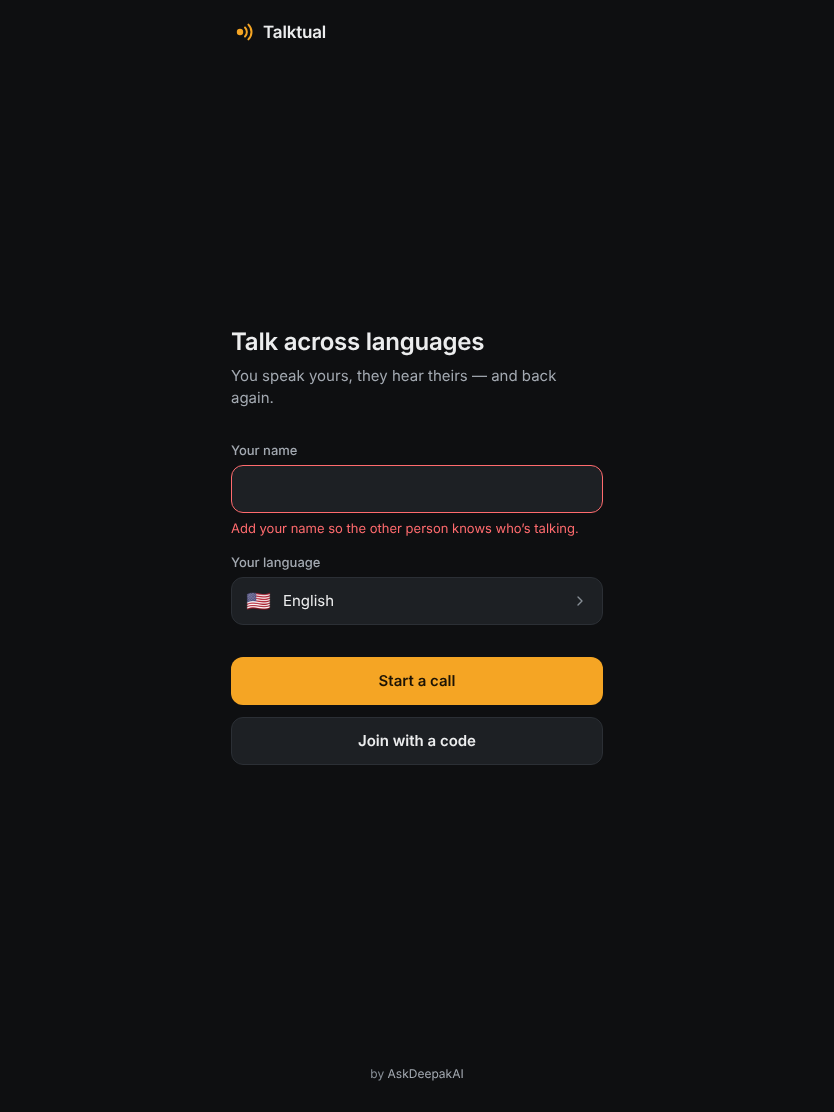 Talktual
Talk across languages
You speak yours, they hear theirs — and back
again.
Your name
Add your name so the other person knows who’s talking.
Your language
English
Start a call
Join with a code
by AskDeepakAI